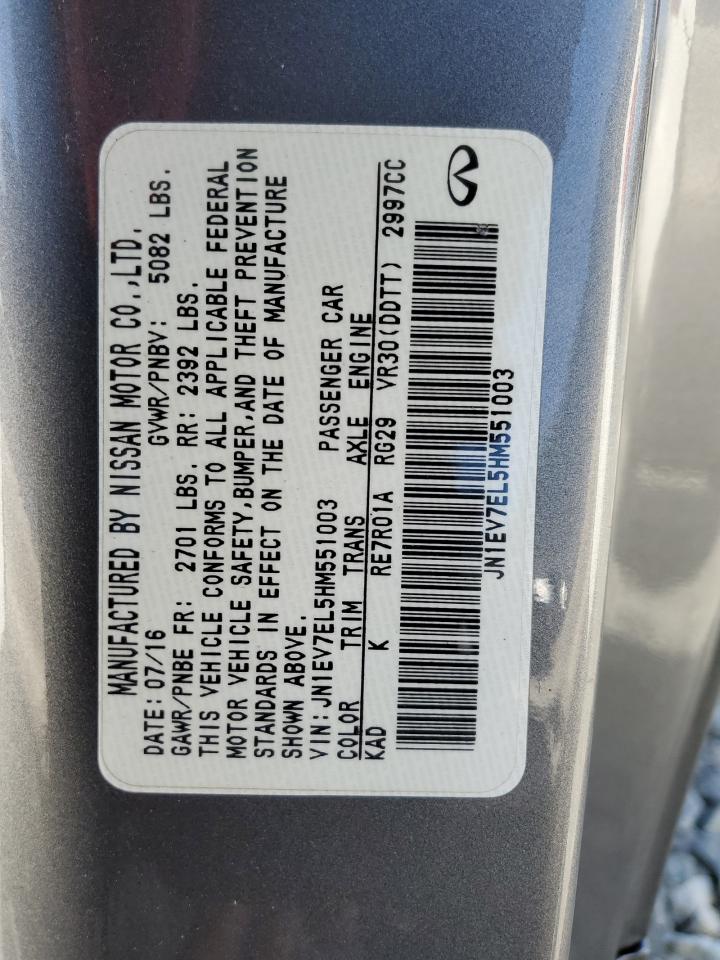 MANUFACTURED BY NISSAN MOTOR CO.,LTD.
DATE: 07/16 GVWR/PNBV: 5082 LBS.
GAWR/PNBE FR: 2701 LBS. RR: 2392 LBS.
THIS VEHICLE CONFORMS TO ALL APPLICABLE FEDERAL
MOTOR VEHICLE SAFETY,BUMPER,AND THEFT PREVENTION
STANDARDS IN EFFECT ON THE DATE OF MANUFACTURE
SHOWN ABOVE.
VIN:JN1EV7EL5HM551003 PASSENGER CAR
COLOR TRIM TRANS AXLE ENGINE
KAD K RE7R01A RG29 VR30(DDTT) 2997CC
JN1EV7EL5HM551003